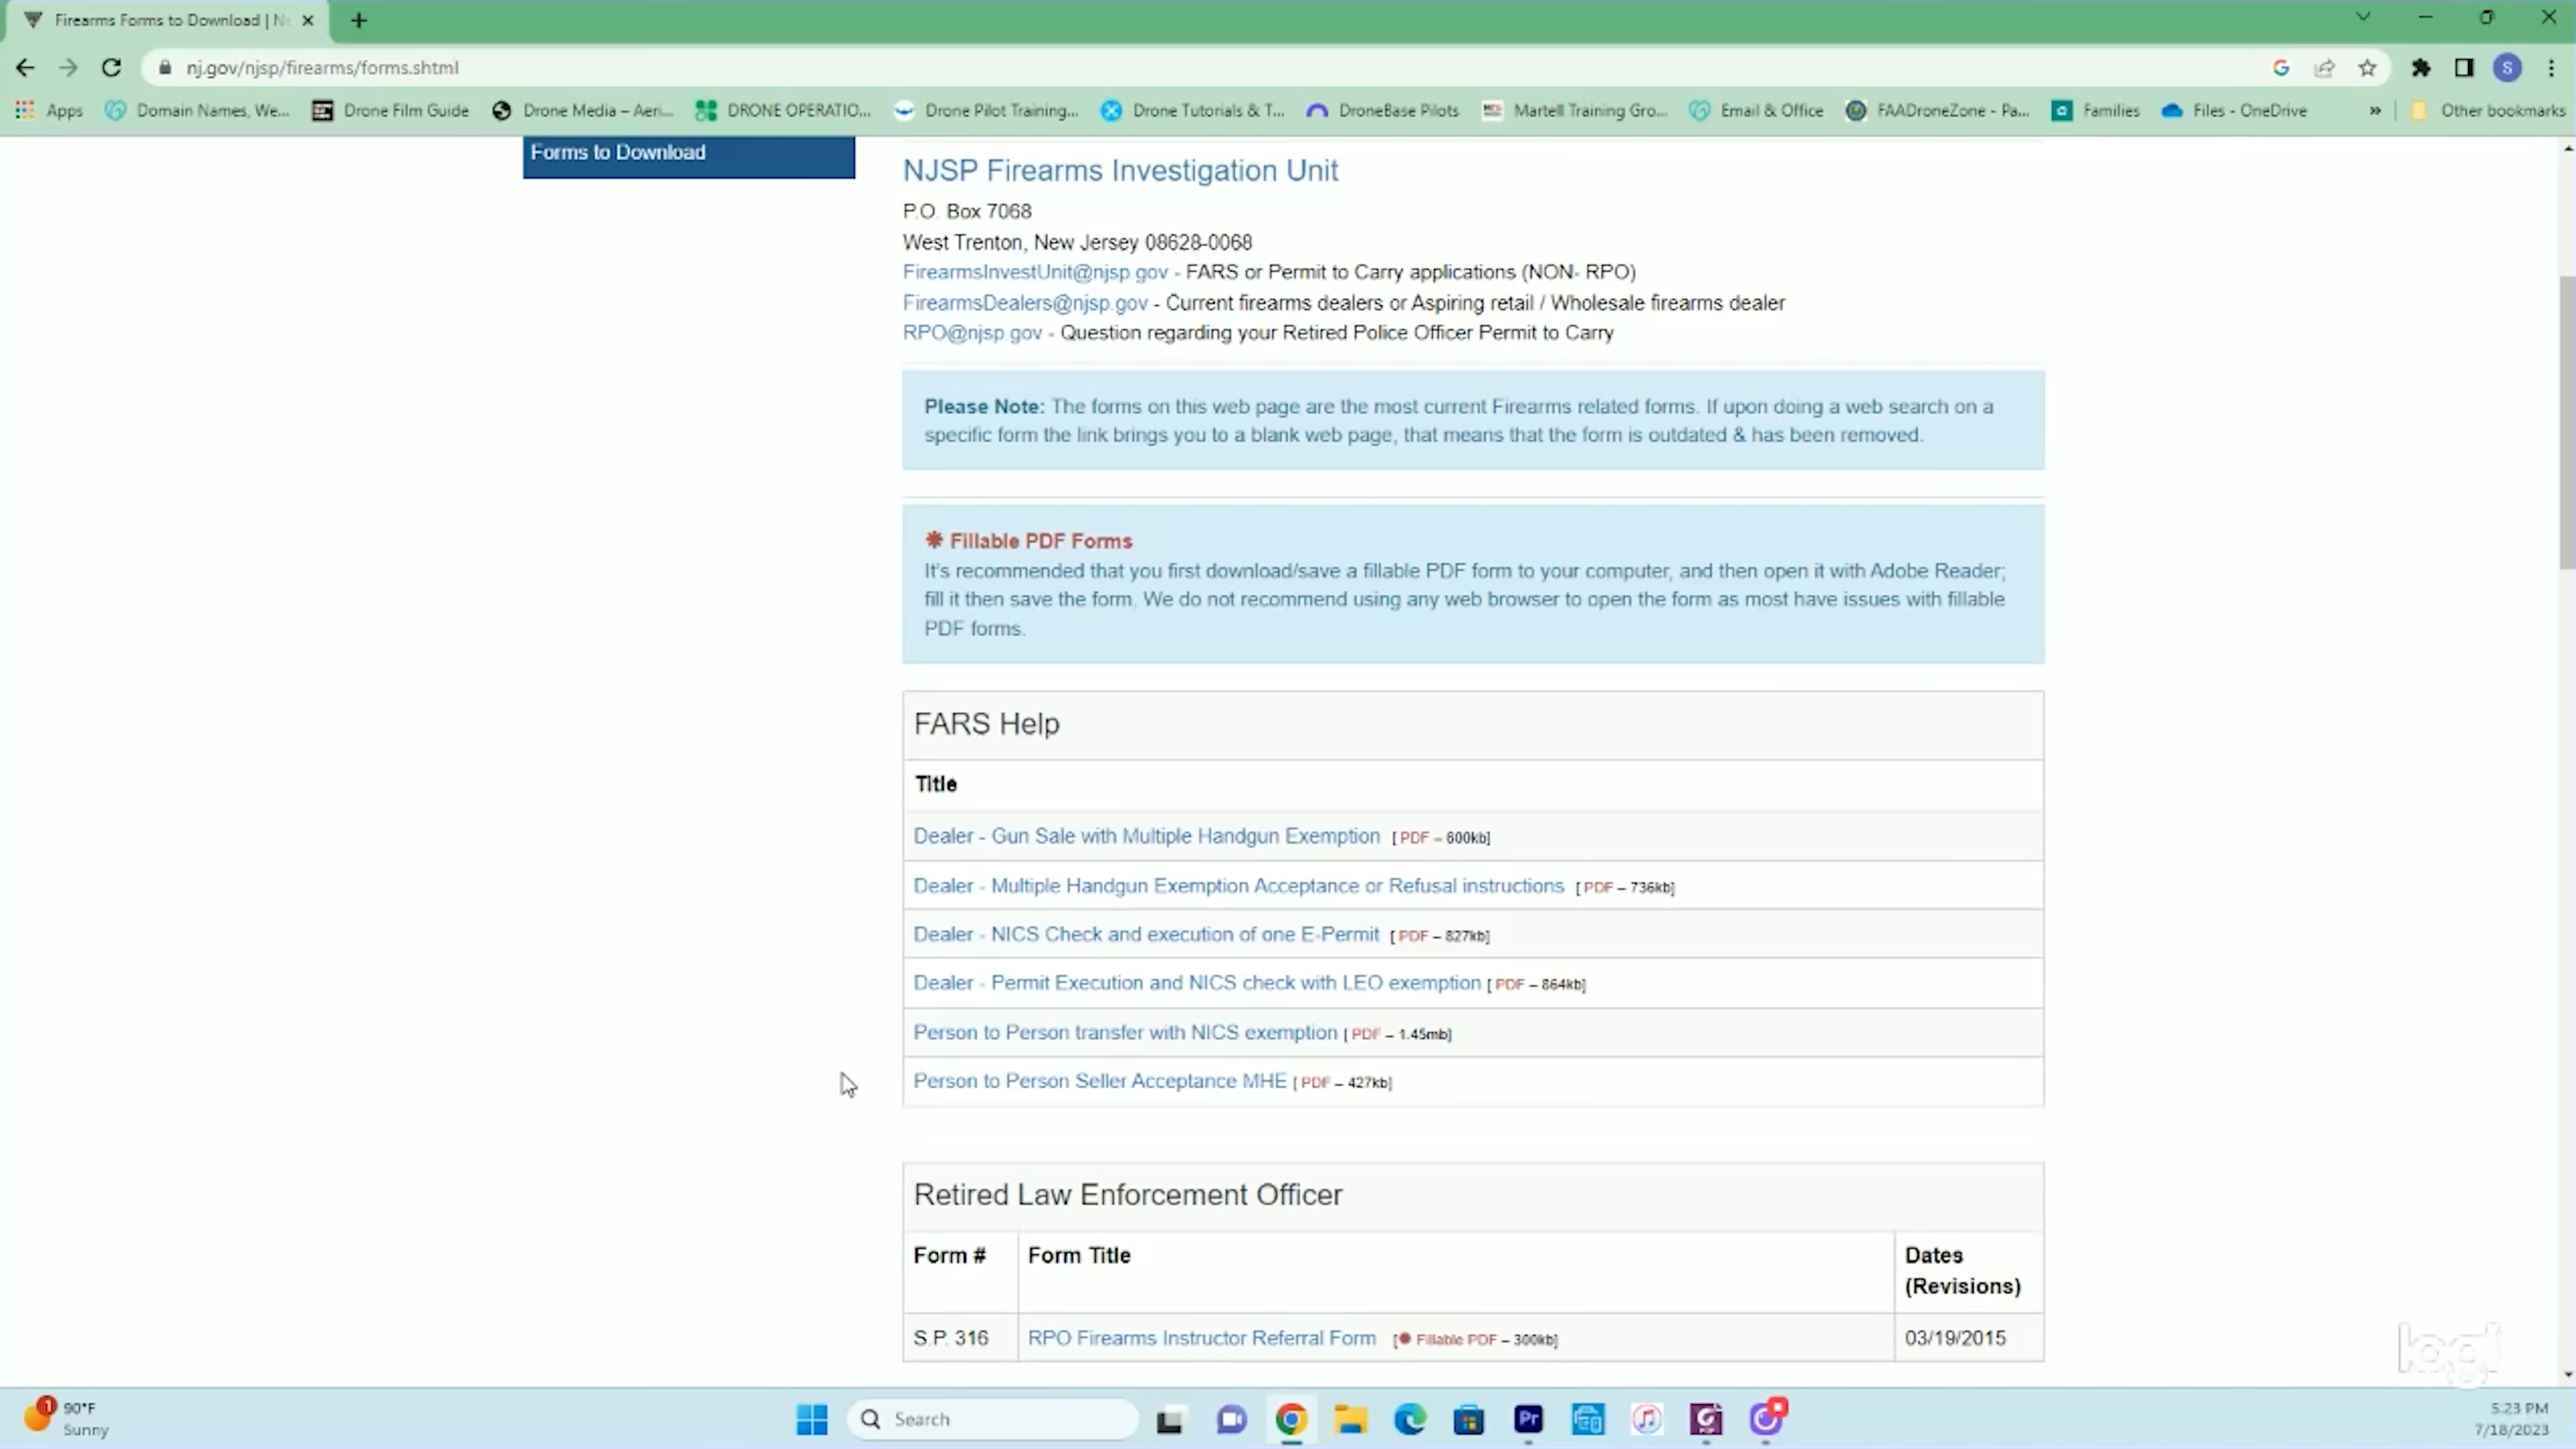 Firearms Forms to Download | N
nj.gov/njsp/firearms/forms.shtml
Apps Domain Names, We... Drone Film Guide Drone Media – Aeri... DRONE OPERATIO... Drone Pilot Training... Drone Tutorials & T... DroneBase Pilots Martell Training Gro... Email & Office FAADroneZone - Pa... Families Files - OneDrive » Other bookmarks
Forms to Download
NJSP Firearms Investigation Unit
P.O. Box 7068
West Trenton, New Jersey 08628-0068
FirearmsInvestUnit@njsp.gov - FARS or Permit to Carry applications (NON- RPO)
FirearmsDealers@njsp.gov - Current firearms dealers or Aspiring retail / Wholesale firearms dealer
RPO@njsp.gov - Question regarding your Retired Police Officer Permit to Carry
Please Note: The forms on this web page are the most current Firearms related forms. If upon doing a web search on a
specific form the link brings you to a blank web page, that means that the form is outdated & has been removed.
Fillable PDF Forms
It's recommended that you first download/save a fillable PDF form to your computer, and then open it with Adobe Reader;
fill it then save the form. We do not recommend using any web browser to open the form as most have issues with fillable
PDF forms.
FARS Help
Title
Dealer - Gun Sale with Multiple Handgun Exemption [ PDF – 600kb]
Dealer - Multiple Handgun Exemption Acceptance or Refusal instructions [ PDF – 736kb]
Dealer - NICS Check and execution of one E-Permit [ PDF – 827kb]
Dealer - Permit Execution and NICS check with LEO exemption [ PDF – 864kb]
Person to Person transfer with NICS exemption [ PDF – 1.45mb]
Person to Person Seller Acceptance MHE [ PDF – 427kb]
Retired Law Enforcement Officer
Form # Form Title Dates
(Revisions)
S.P. 316 RPO Firearms Instructor Referral Form [ Fillable PDF – 300kb] 03/19/2015
logi
1
90°F
Sunny
Search
Pr
5:23 PM
7/18/2023